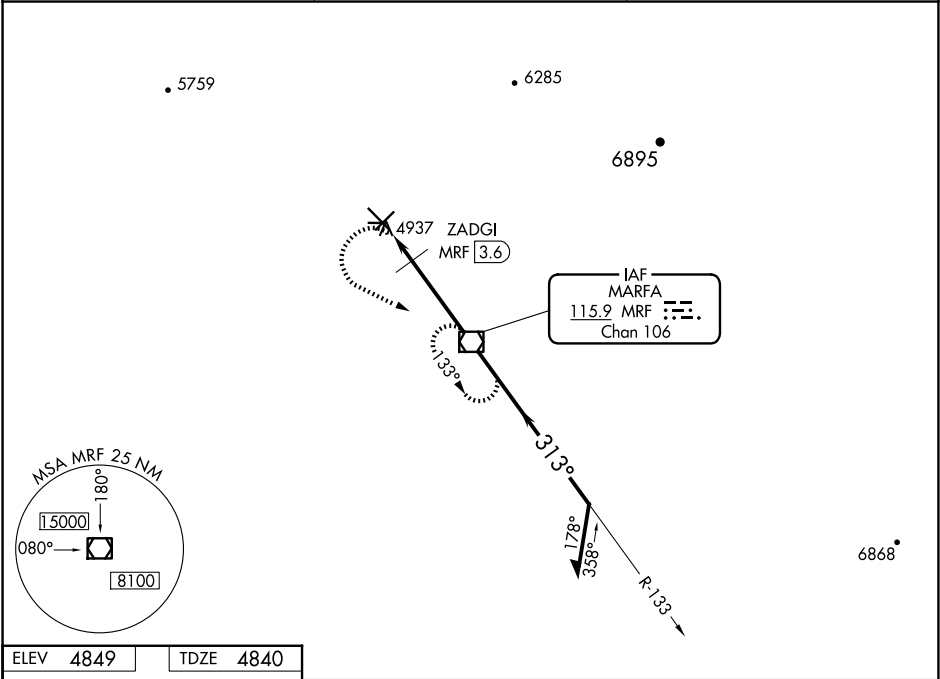 5759
6285
6895
4937 ZADGI
MRF 3.6
IAF
MARFA
115.9 MRF
Chan 106
133°
313°
MSA MRF 25 NM
180°
15000
080°
8100
178°
358°
6868
R-133
ELEV 4849
TDZE 4840